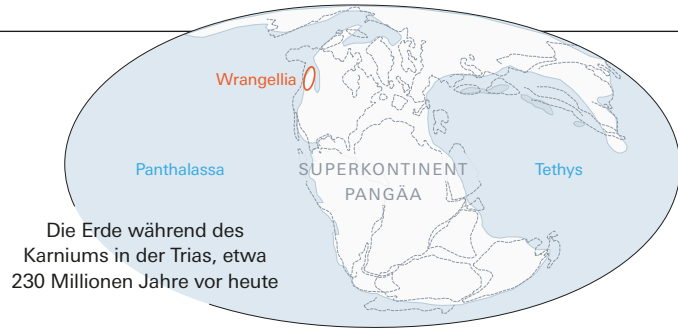 Wrangellia
Panthalassa
SUPERKONTINENT
PANGÄA
Tethys
Die Erde während des
Karniums in der Trias, etwa
230 Millionen Jahre vor heute